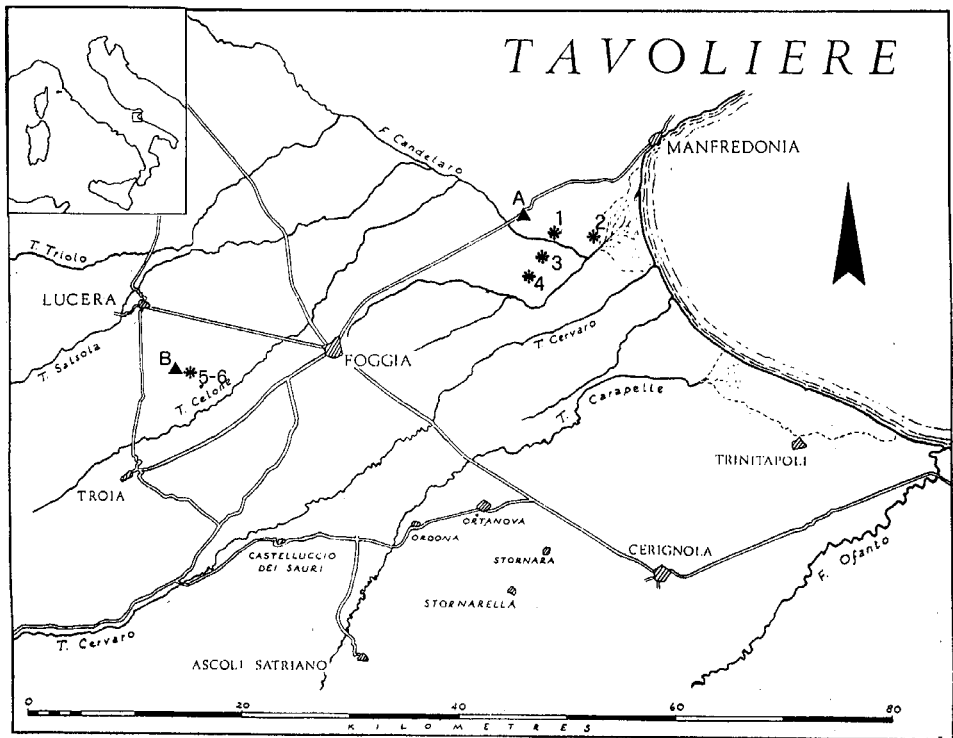 TAVOLIERE
F. Candelaro
MANFREDONIA
A
1
2
3
4
T. Triolo
LUCERA
T. Salsola
B
5-6
T. Celone
FOGGIA
T. Cervaro
T. Carapelle
TRINITAPOLI
TROIA
ORTANOVA
ORDONA
CASTELLUCCIO
DEI SAURI
STORNARA
CERIGNOLA
STORNARELLA
F. Ofanto
T. Cervaro
ASCOLI SATRIANO
0 20 40 60 80
KILOMETRES